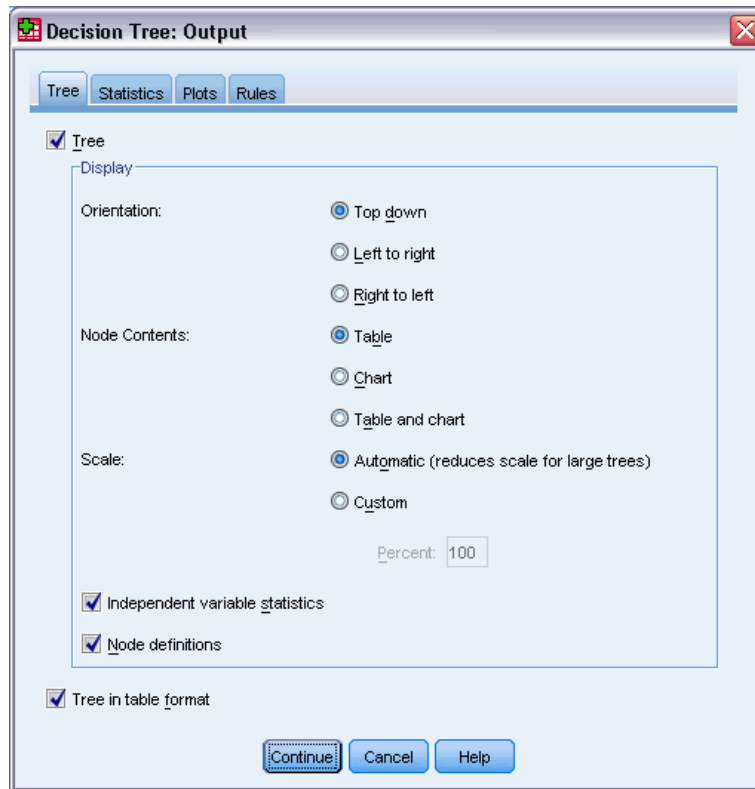 Decision Tree: Output
Tree Statistics Plots Rules
Tree
Display
Orientation:
Top down
Left to right
Right to left
Node Contents:
Table
Chart
Table and chart
Scale:
Automatic (reduces scale for large trees)
Custom
Percent: 100
Independent variable statistics
Node definitions
Tree in table format
Continue Cancel Help